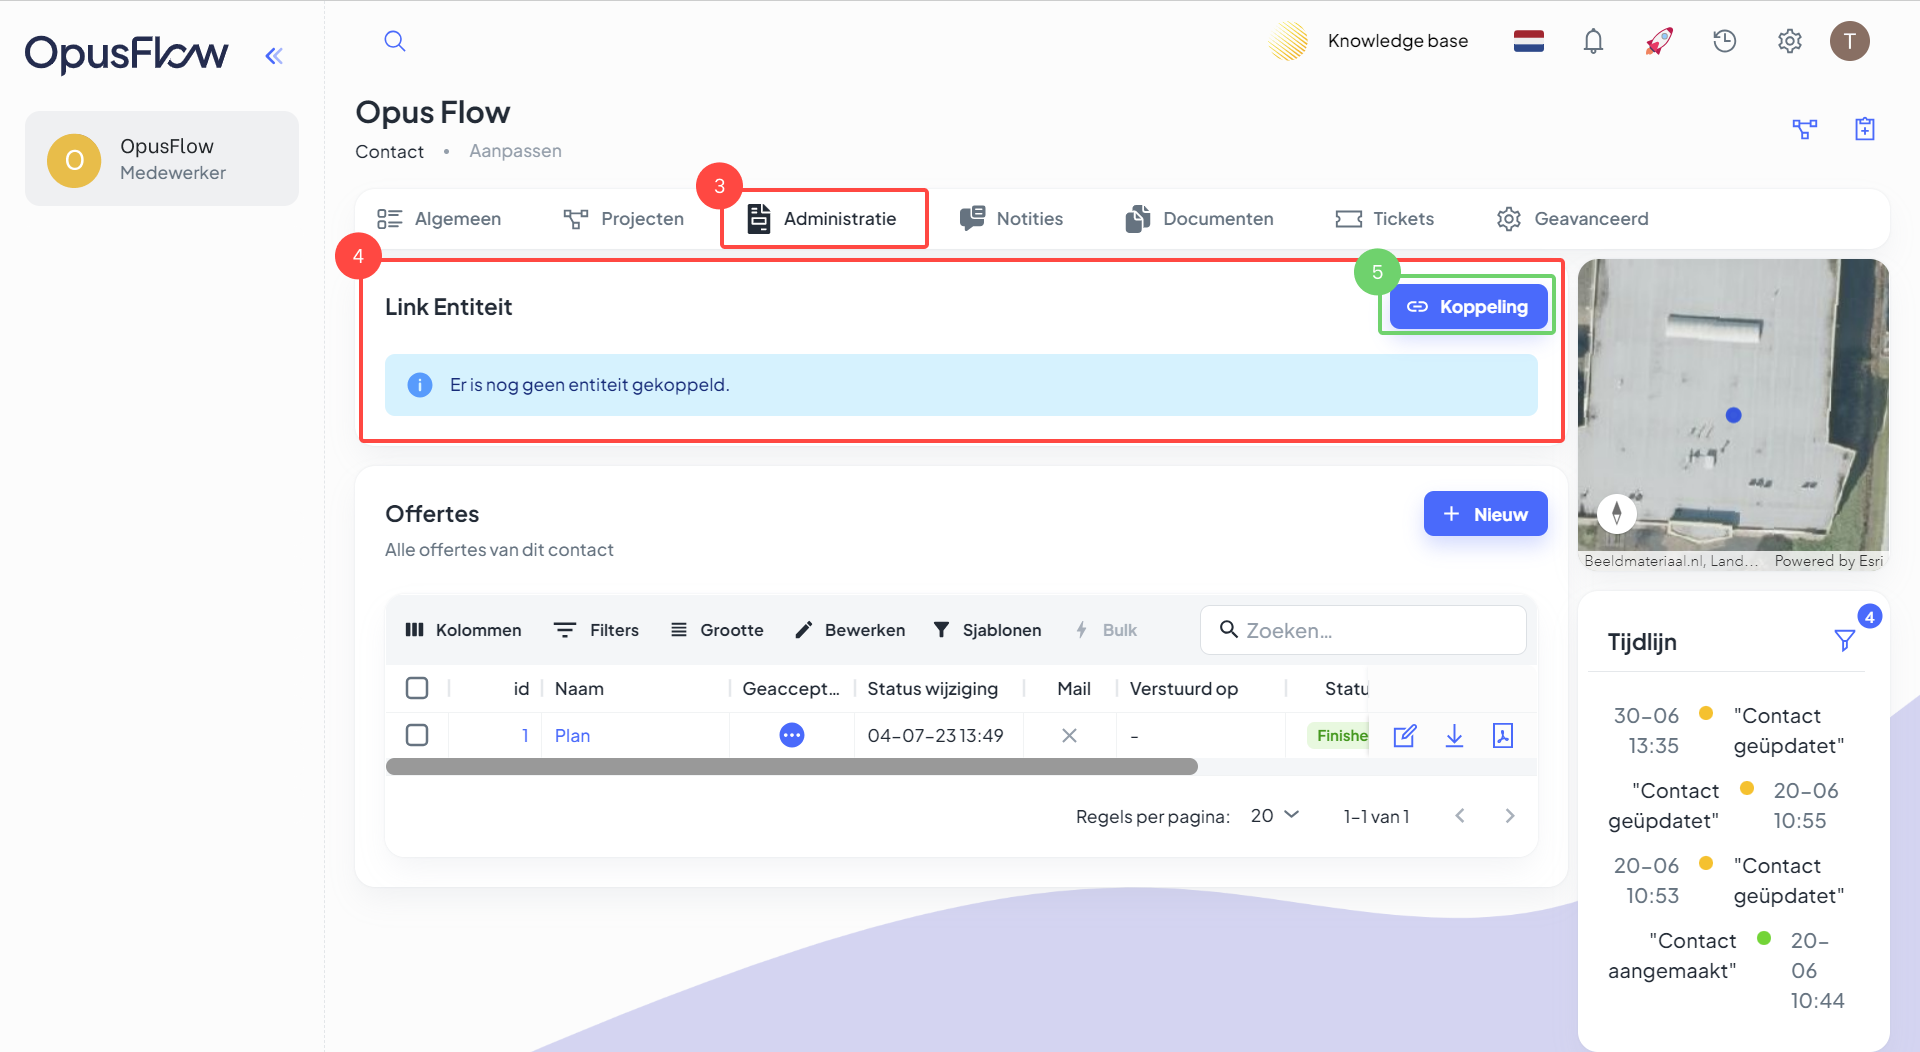 OpusFlow
Knowledge base
T
O
OpusFlow
Medewerker
Opus Flow
Contact • Aanpassen
3
Algemeen
Projecten
Administratie
Notities
Documenten
Tickets
Geavanceerd
4
5
Link Entiteit
Koppeling
i
Er is nog geen entiteit gekoppeld.
Offertes
Alle offertes van dit contact
+ Nieuw
Kolommen
Filters
Grootte
Bewerken
Sjablonen
Bulk
Zoeken...
id
Naam
Geaccept...
Status wijziging
Mail
Verstuurd op
Statu
1
Plan
04-07-23 13:49
-
Finishe
Regels per pagina: 20
1-1 van 1
Beeldmateriaal.nl, Land...
Powered by Esri
Tijdlijn
4
30-06
13:35
"Contact
geüpdatet"
"Contact
geüpdatet"
20-06
10:55
20-06
10:53
"Contact
geüpdatet"
"Contact
aangemaakt"
20-
06
10:44